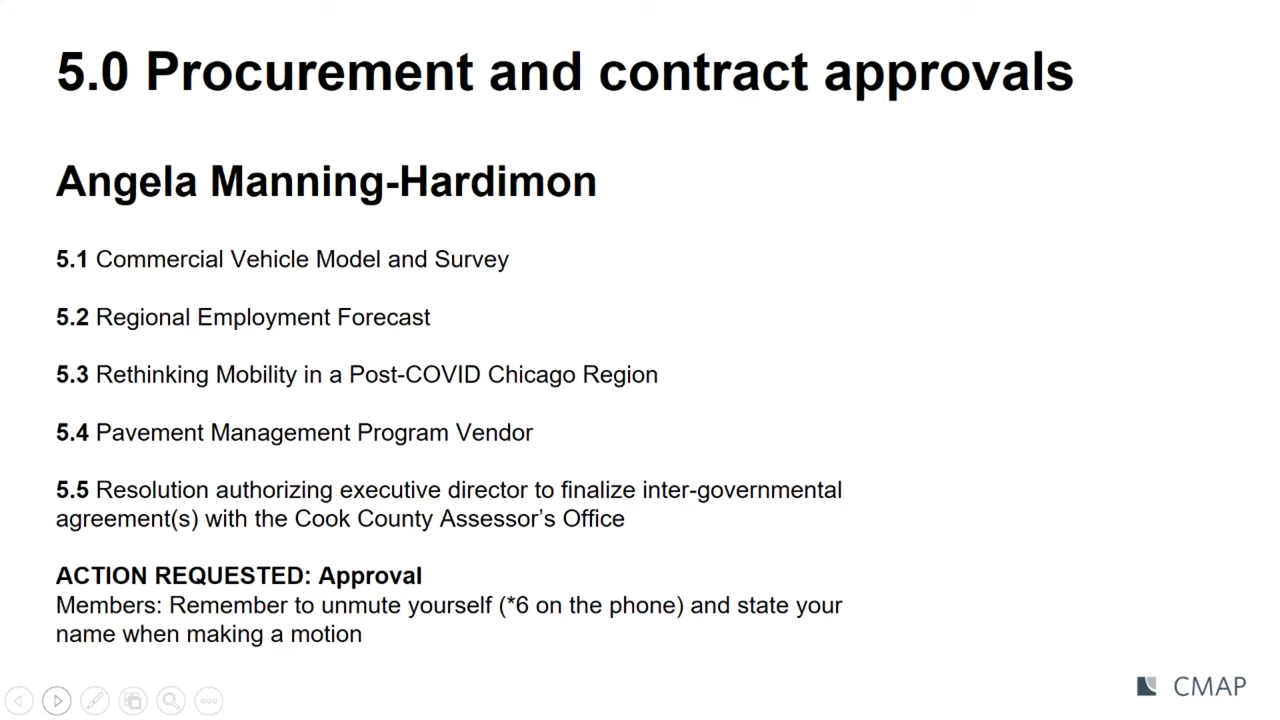 5.0 Procurement and contract approvals
Angela Manning-Hardimon
5.1 Commercial Vehicle Model and Survey
5.2 Regional Employment Forecast
5.3 Rethinking Mobility in a Post-COVID Chicago Region
5.4 Pavement Management Program Vendor
5.5 Resolution authorizing executive director to finalize inter-governmental
agreement(s) with the Cook County Assessor’s Office
ACTION REQUESTED: Approval
Members: Remember to unmute yourself (*6 on the phone) and state your
name when making a motion
CMAP